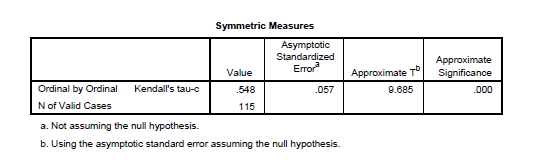 Symmetric Measures
Value Asymptotic Standardized Error^a Approximate T^b Approximate Significance
Ordinal by Ordinal Kendall's tau-c .548 .057 9.685 .000
N of Valid Cases 115
a. Not assuming the null hypothesis.
b. Using the asymptotic standard error assuming the null hypothesis.